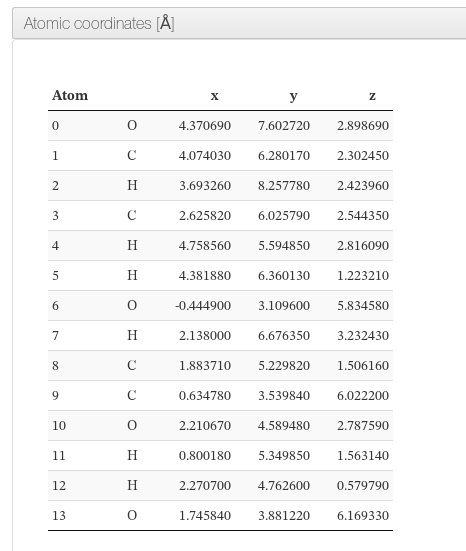 Atomic coordinates [Å]
Atom x y z
0 O 4.370690 7.602720 2.898690
1 C 4.074030 6.280170 2.302450
2 H 3.693260 8.257780 2.423960
3 C 2.625820 6.025790 2.544350
4 H 4.758560 5.594850 2.816090
5 H 4.381880 6.360130 1.223210
6 O -0.444900 3.109600 5.834580
7 H 2.138000 6.676350 3.232430
8 C 1.883710 5.229820 1.506160
9 C 0.634780 3.539840 6.022200
10 O 2.210670 4.589480 2.787590
11 H 0.800180 5.349850 1.563140
12 H 2.270700 4.762600 0.579790
13 O 1.745840 3.881220 6.169330